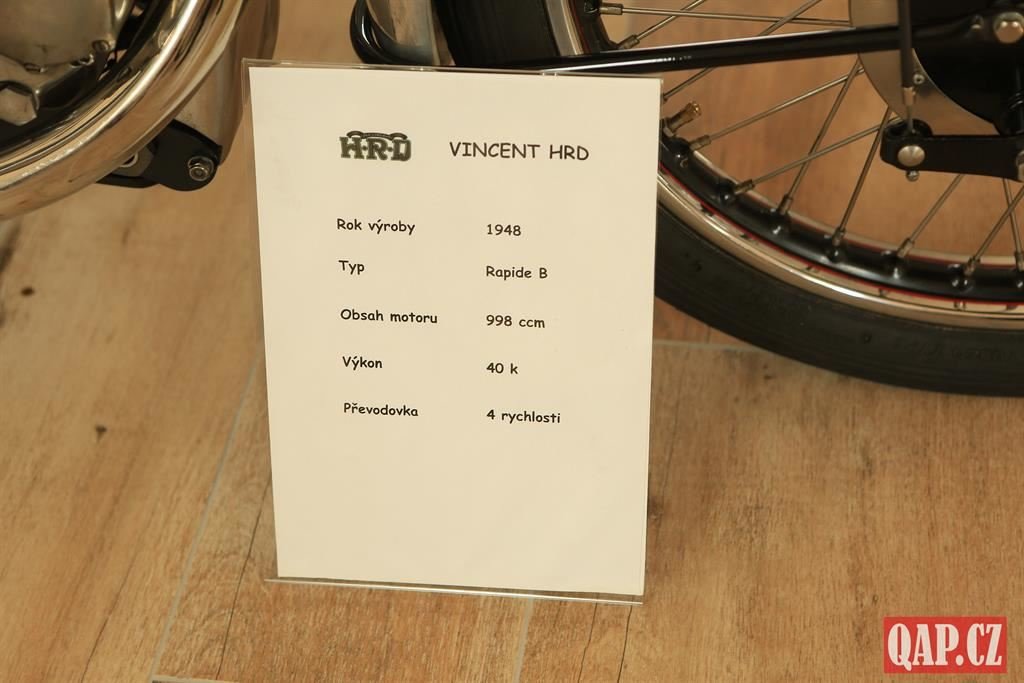 H·R·D VINCENT HRD
Rok výroby 1948
Typ Rapide B
Obsah motoru 998 ccm
Výkon 40 k
Převodovka 4 rychlosti
QAP.CZ